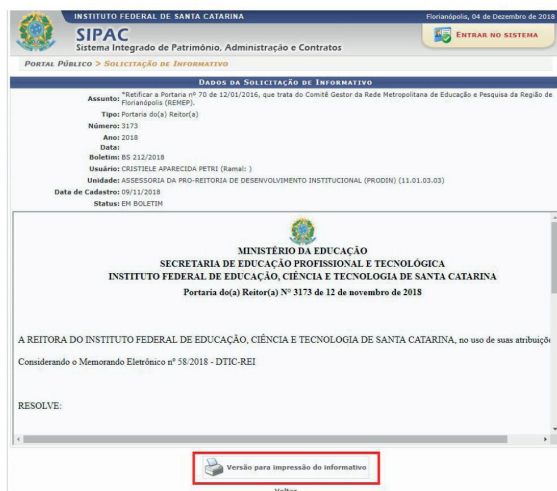 INSTITUTO FEDERAL DE SANTA CATARINA
Florianópolis, 04 de Dezembro de 2018
SIPAC
Sistema Integrado de Patrimônio, Administração e Contratos
ENTRAR NO SISTEMA
PORTAL PÚBLICO > SOLICITAÇÃO DE INFORMATIVO
DADOS DA SOLICITAÇÃO DE INFORMATIVO
Assunto: "Retificar a Portaria nº 70 de 12/01/2016, que trata do Comitê Gestor da Rede Metropolitana de Educação e Pesquisa da Região de
Florianópolis (REMEP).
Tipo: Portaria do(a) Reitor(a)
Número: 3173
Ano: 2018
Data:
Boletim: BS 212/2018
Usuário: CRISTIELE APARECIDA PETRI (Ramal: )
Unidade: ASSESSORIA DA PRO-REITORIA DE DESENVOLVIMENTO INSTITUCIONAL (PRODIN) (11.01.03.03)
Data de Cadastro: 09/11/2018
Status: EM BOLETIM
MINISTÉRIO DA EDUCAÇÃO
SECRETARIA DE EDUCAÇÃO PROFISSIONAL E TECNOLÓGICA
INSTITUTO FEDERAL DE EDUCAÇÃO, CIÊNCIA E TECNOLOGIA DE SANTA CATARINA
Portaria do(a) Reitor(a) Nº 3173 de 12 de novembro de 2018
A REITORA DO INSTITUTO FEDERAL DE EDUCAÇÃO, CIÊNCIA E TECNOLOGIA DE SANTA CATARINA, no uso de suas atribuiçõe
Considerando o Memorando Eletrônico nº 58/2018 - DTIC-REI
RESOLVE:
Versão para impressão do informativo
Voltar